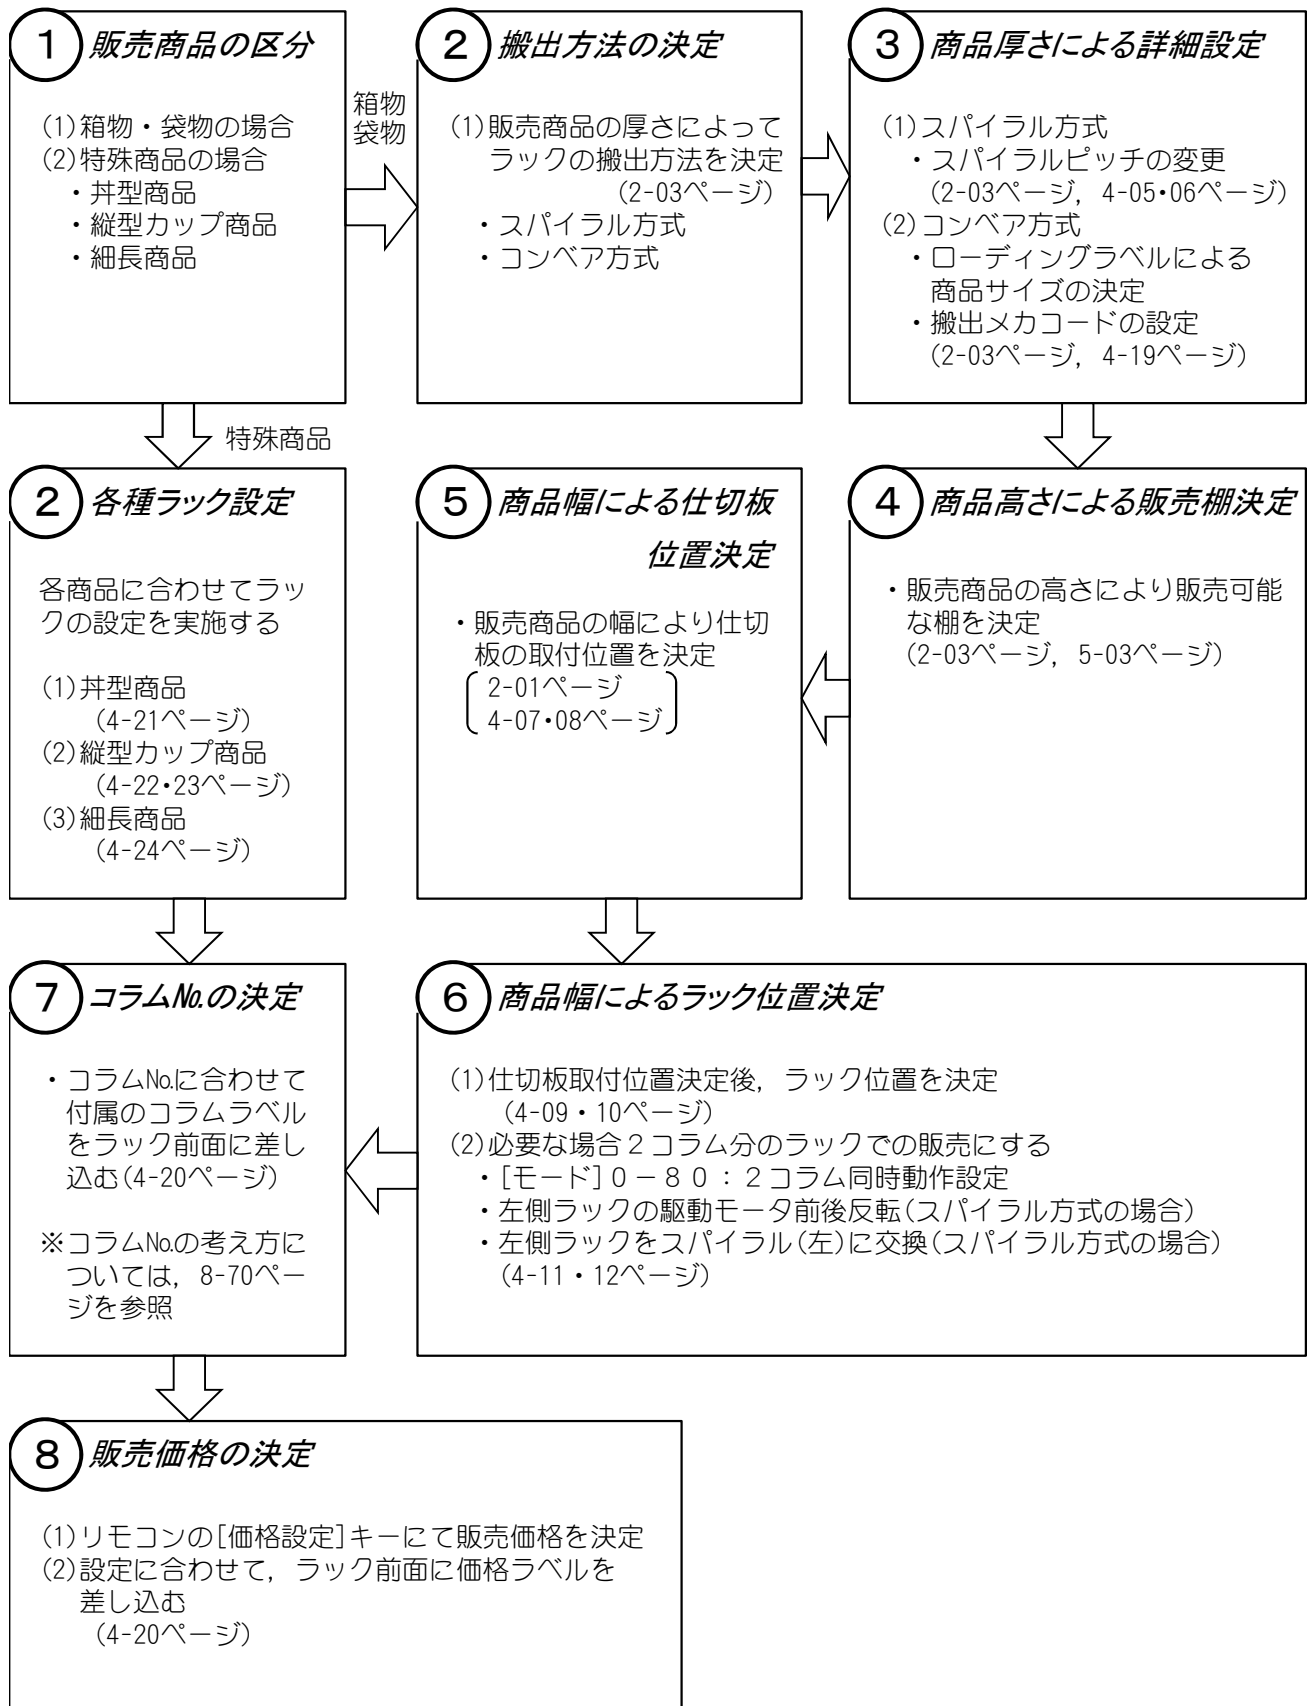 1 販売商品の区分
(1)箱物・袋物の場合
(2)特殊商品の場合
・丼型商品
・縦型カップ商品
・細長商品
箱物
袋物
2 搬出方法の決定
(1)販売商品の厚さによって
ラックの搬出方法を決定
(2-03ページ)
・スパイラル方式
・コンベア方式
3 商品厚さによる詳細設定
(1)スパイラル方式
・スパイラルピッチの変更
(2-03ページ, 4-05・06ページ)
(2)コンベア方式
・ローディングラベルによる
商品サイズの決定
・搬出メカコードの設定
(2-03ページ, 4-19ページ)
特殊商品
2 各種ラック設定
各商品に合わせてラッ
クの設定を実施する
(1)丼型商品
(4-21ページ)
(2)縦型カップ商品
(4-22・23ページ)
(3)細長商品
(4-24ページ)
4 商品高さによる販売棚決定
・販売商品の高さにより販売可能
な棚を決定
(2-03ページ, 5-03ページ)
5 商品幅による仕切板
位置決定
・販売商品の幅により仕切
板の取付位置を決定
2-01ページ
4-07・08ページ
6 商品幅によるラック位置決定
(1)仕切板取付位置決定後, ラック位置を決定
(4-09・10ページ)
(2)必要な場合２コラム分のラックでの販売にする
・[モード]０－８０：２コラム同時動作設定
・左側ラックの駆動モータ前後反転(スパイラル方式の場合)
・左側ラックをスパイラル(左)に交換(スパイラル方式の場合)
(4-11・12ページ)
7 コラム№.の決定
・コラム№.に合わせて
付属のコラムラベル
をラック前面に差し
込む(4-20ページ)
※コラム№.の考え方に
ついては, 8-70ペー
ジを参照
8 販売価格の決定
(1)リモコンの[価格設定]キーにて販売価格を決定
(2)設定に合わせて, ラック前面に価格ラベルを
差し込む
(4-20ページ)